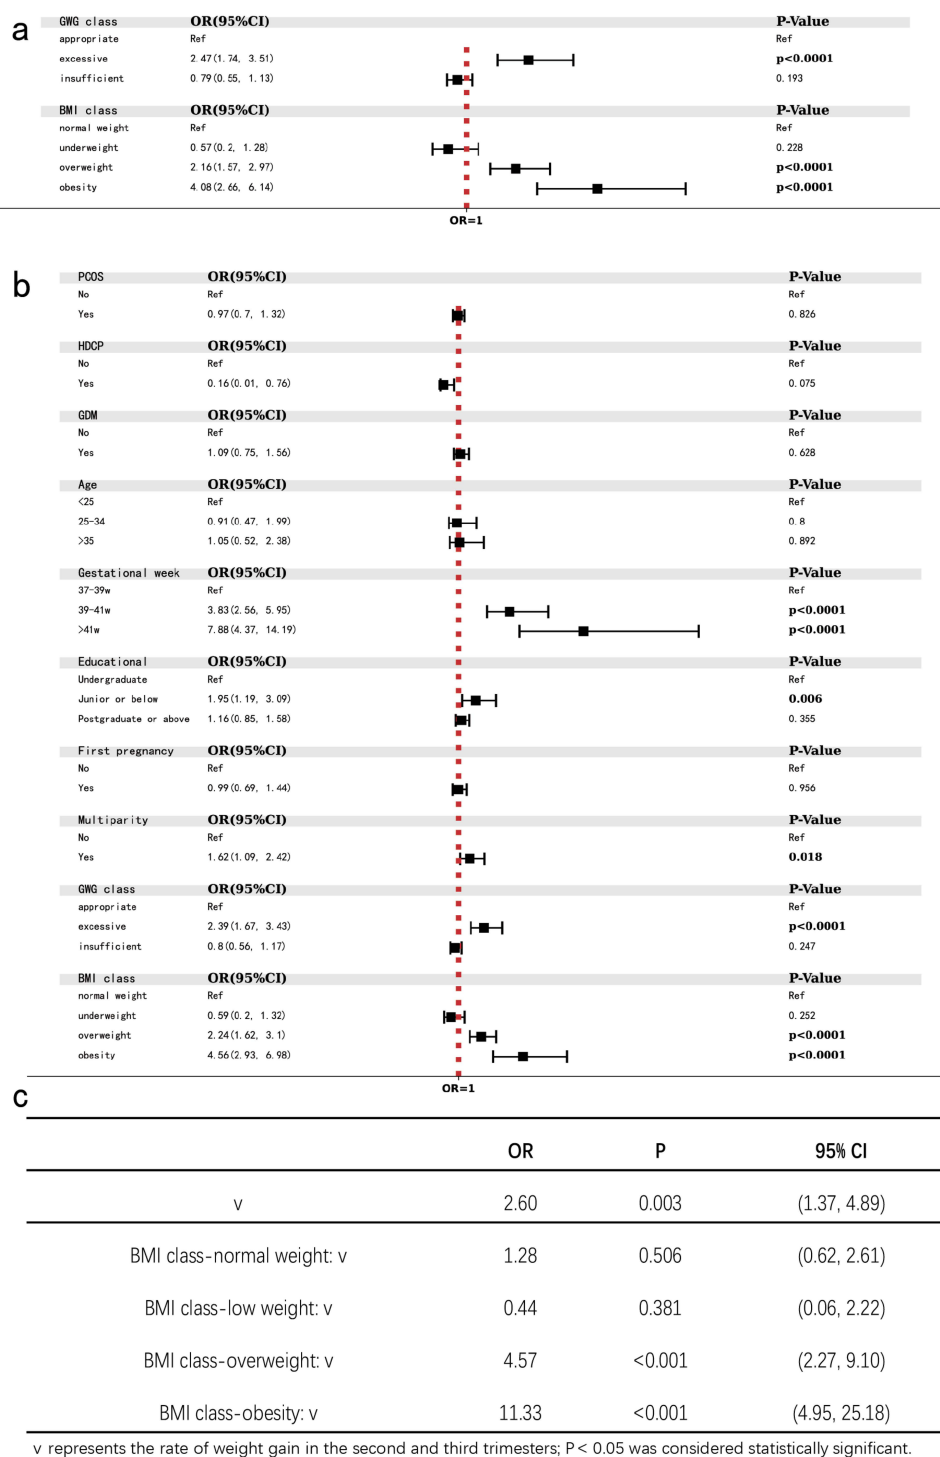 a
GWG class OR(95%CI) P-Value
appropriate Ref Ref
excessive 2.47(1.74, 3.51) p<0.0001
insufficient 0.79(0.55, 1.13) 0.193
BMI class OR(95%CI) P-Value
normal weight Ref Ref
underweight 0.57(0.2, 1.28) 0.228
overweight 2.16(1.57, 2.97) p<0.0001
obesity 4.08(2.66, 6.14) p<0.0001
OR=1
b
PCOS OR(95%CI) P-Value
No Ref Ref
Yes 0.97(0.7, 1.32) 0.826
HDCP OR(95%CI) P-Value
No Ref Ref
Yes 0.16(0.01, 0.76) 0.075
GDM OR(95%CI) P-Value
No Ref Ref
Yes 1.09(0.75, 1.56) 0.628
Age OR(95%CI) P-Value
<25 Ref Ref
25-34 0.91(0.47, 1.99) 0.8
>35 1.05(0.52, 2.38) 0.892
Gestational week OR(95%CI) P-Value
37-39w Ref Ref
39-41w 3.83(2.56, 5.95) p<0.0001
>41w 7.88(4.37, 14.19) p<0.0001
Educational OR(95%CI) P-Value
Undergraduate Ref Ref
Junior or below 1.95(1.19, 3.09) 0.006
Postgraduate or above 1.16(0.85, 1.58) 0.355
First pregnancy OR(95%CI) P-Value
No Ref Ref
Yes 0.99(0.69, 1.44) 0.956
Multiparity OR(95%CI) P-Value
No Ref Ref
Yes 1.62(1.09, 2.42) 0.018
GWG class OR(95%CI) P-Value
appropriate Ref Ref
excessive 2.39(1.67, 3.43) p<0.0001
insufficient 0.8(0.56, 1.17) 0.247
BMI class OR(95%CI) P-Value
normal weight Ref Ref
underweight 0.59(0.2, 1.32) 0.252
overweight 2.24(1.62, 3.1) p<0.0001
obesity 4.56(2.93, 6.98) p<0.0001
OR=1
c
OR P 95% CI
v 2.60 0.003 (1.37, 4.89)
BMI class-normal weight: v 1.28 0.506 (0.62, 2.61)
BMI class-low weight: v 0.44 0.381 (0.06, 2.22)
BMI class-overweight: v 4.57 <0.001 (2.27, 9.10)
BMI class-obesity: v 11.33 <0.001 (4.95, 25.18)
v represents the rate of weight gain in the second and third trimesters; P < 0.05 was considered statistically significant.